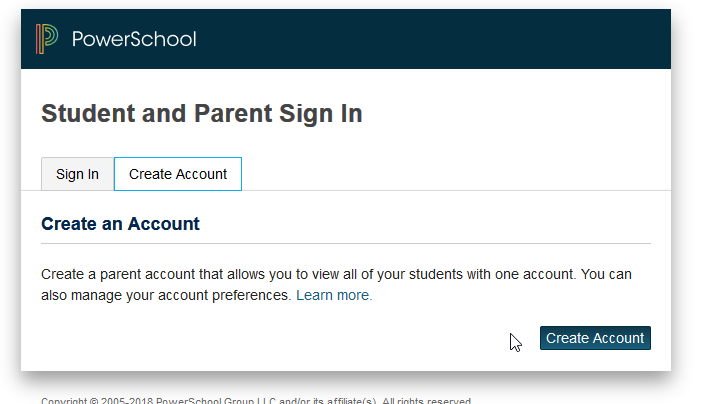 PowerSchool
Student and Parent Sign In
Sign In
Create Account
Create an Account
Create a parent account that allows you to view all of your students with one account. You can
also manage your account preferences. Learn more.
Create Account
Copyright © 2005-2018 PowerSchool Group LLC and/or its affiliate(s). All rights reserved.